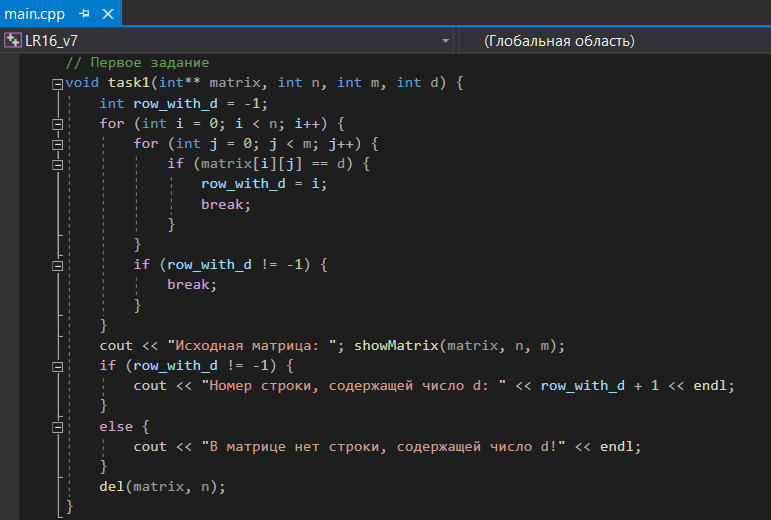 main.cpp
LR16_v7 (Глобальная область)
// Первое задание
void task1(int** matrix, int n, int m, int d) {
    int row_with_d = -1;
    for (int i = 0; i < n; i++) {
        for (int j = 0; j < m; j++) {
            if (matrix[i][j] == d) {
                row_with_d = i;
                break;
            }
        }
        if (row_with_d != -1) {
            break;
        }
    }
    cout << "Исходная матрица: "; showMatrix(matrix, n, m);
    if (row_with_d != -1) {
        cout << "Номер строки, содержащей число d: " << row_with_d + 1 << endl;
    }
    else {
        cout << "В матрице нет строки, содержащей число d!" << endl;
    }
    del(matrix, n);
}